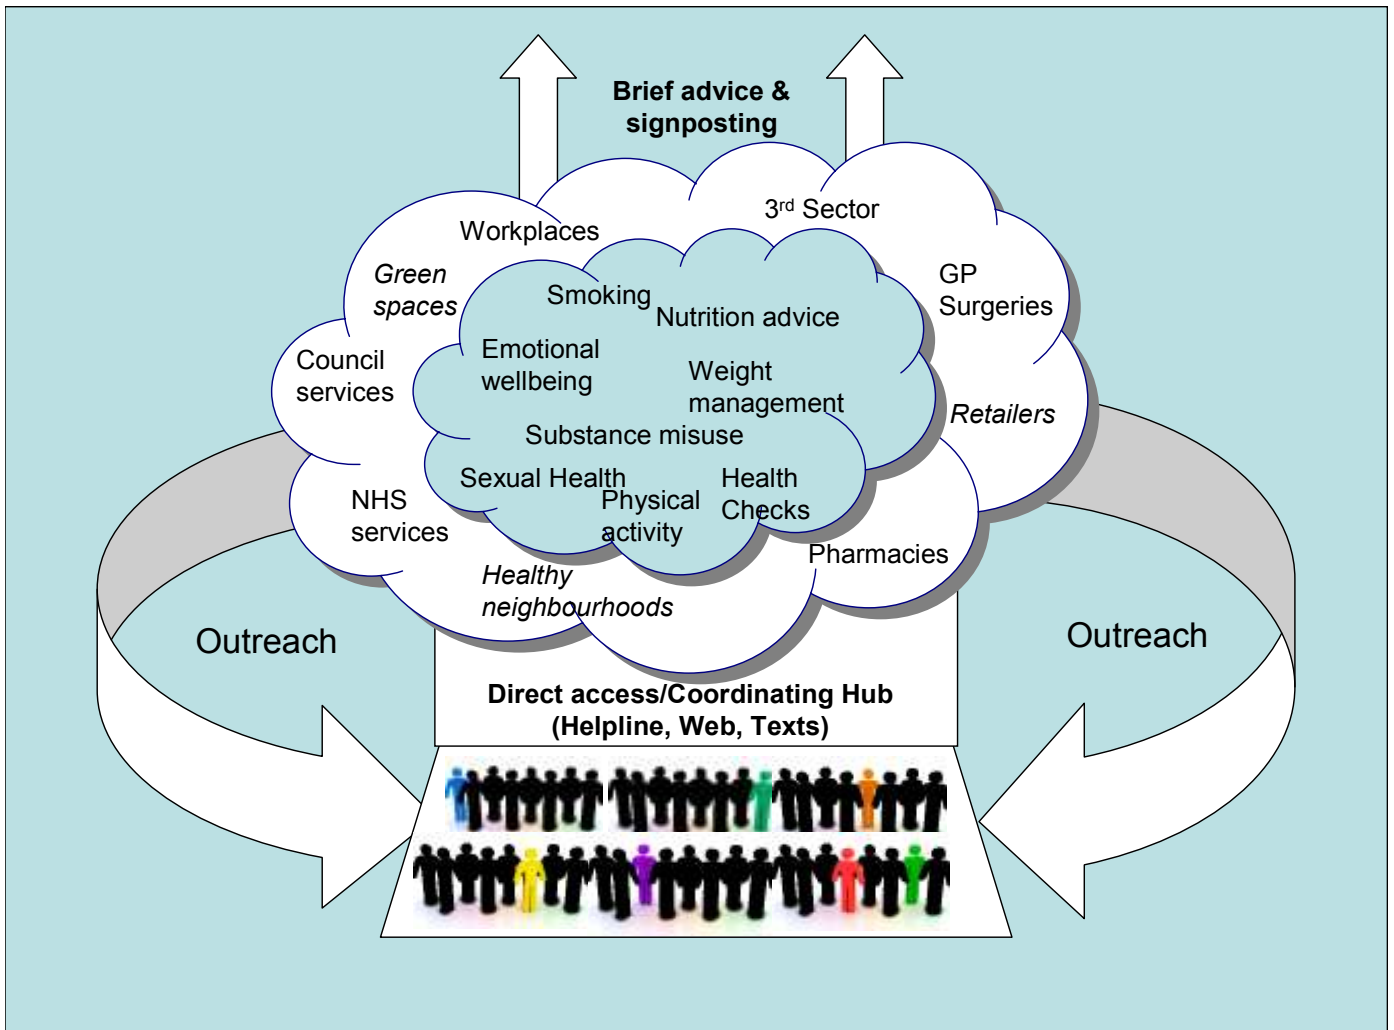 Brief advice &
signposting
3rd Sector
Workplaces
Green
spaces
GP
Surgeries
Smoking
Nutrition advice
Emotional
wellbeing
Council
services
Weight
management
Retailers
Substance misuse
Sexual Health
Health
Checks
Physical
activity
NHS
services
Pharmacies
Healthy
neighbourhoods
Outreach
Outreach
Direct access/Coordinating Hub
(Helpline, Web, Texts)